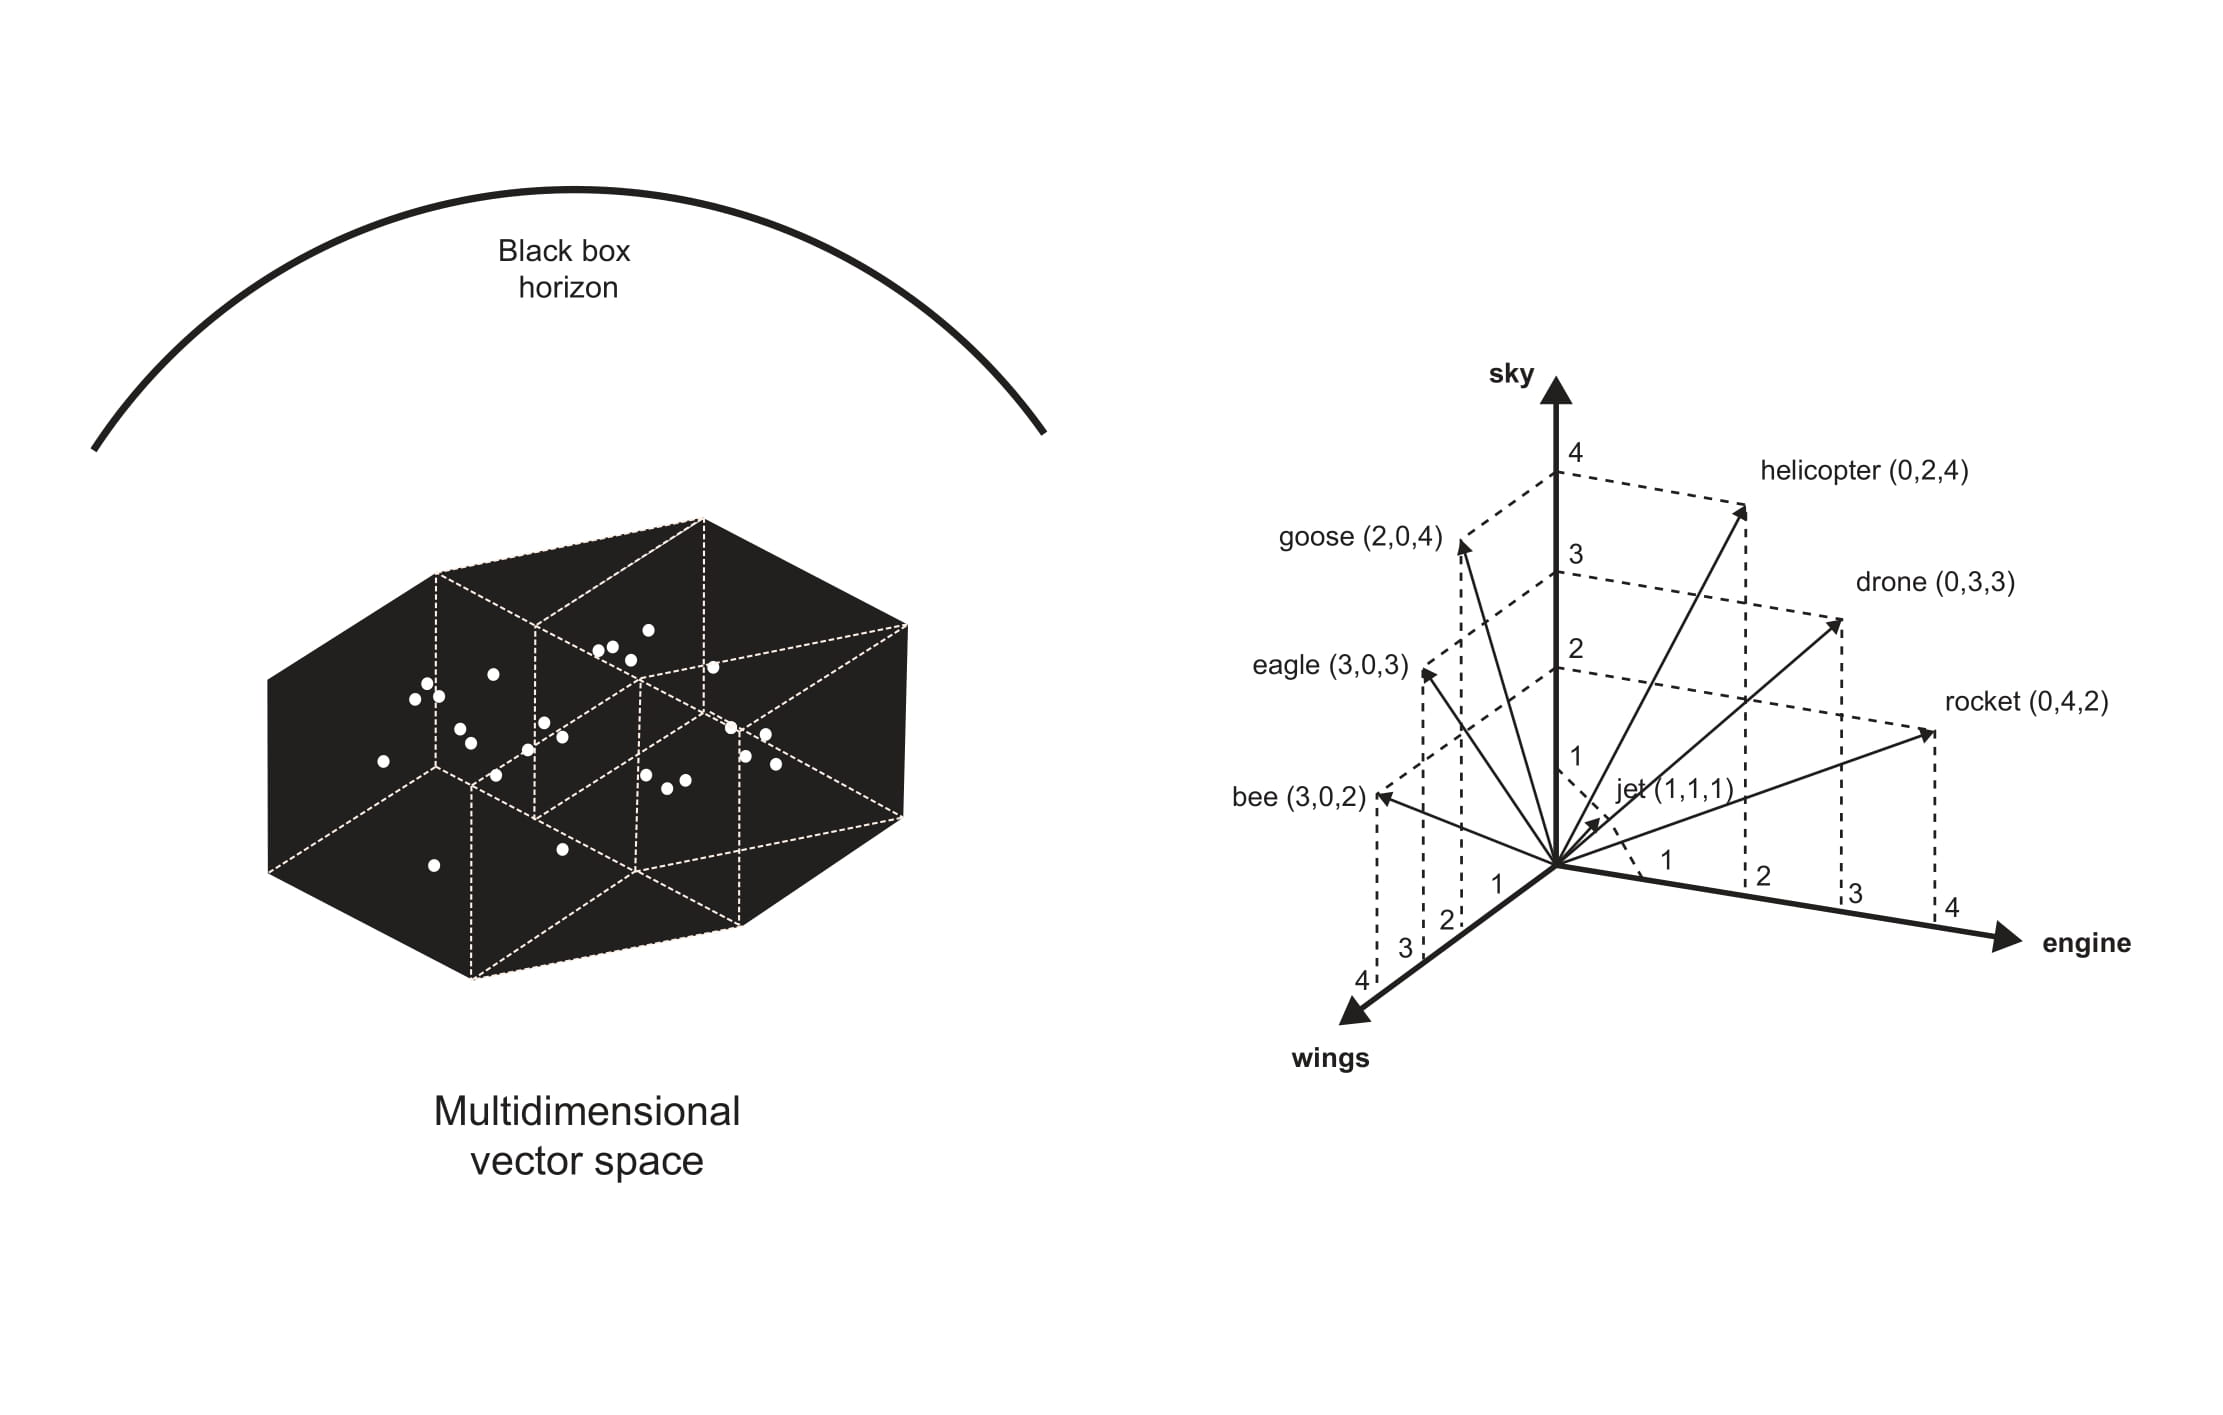 Black box
horizon
Multidimensional
vector space
sky
4
helicopter (0,2,4)
goose (2,0,4)
3
drone (0,3,3)
2
eagle (3,0,3)
rocket (0,4,2)
1
jet (1,1,1)
bee (3,0,2)
1
1
2
3
4
2
3
4
engine
wings